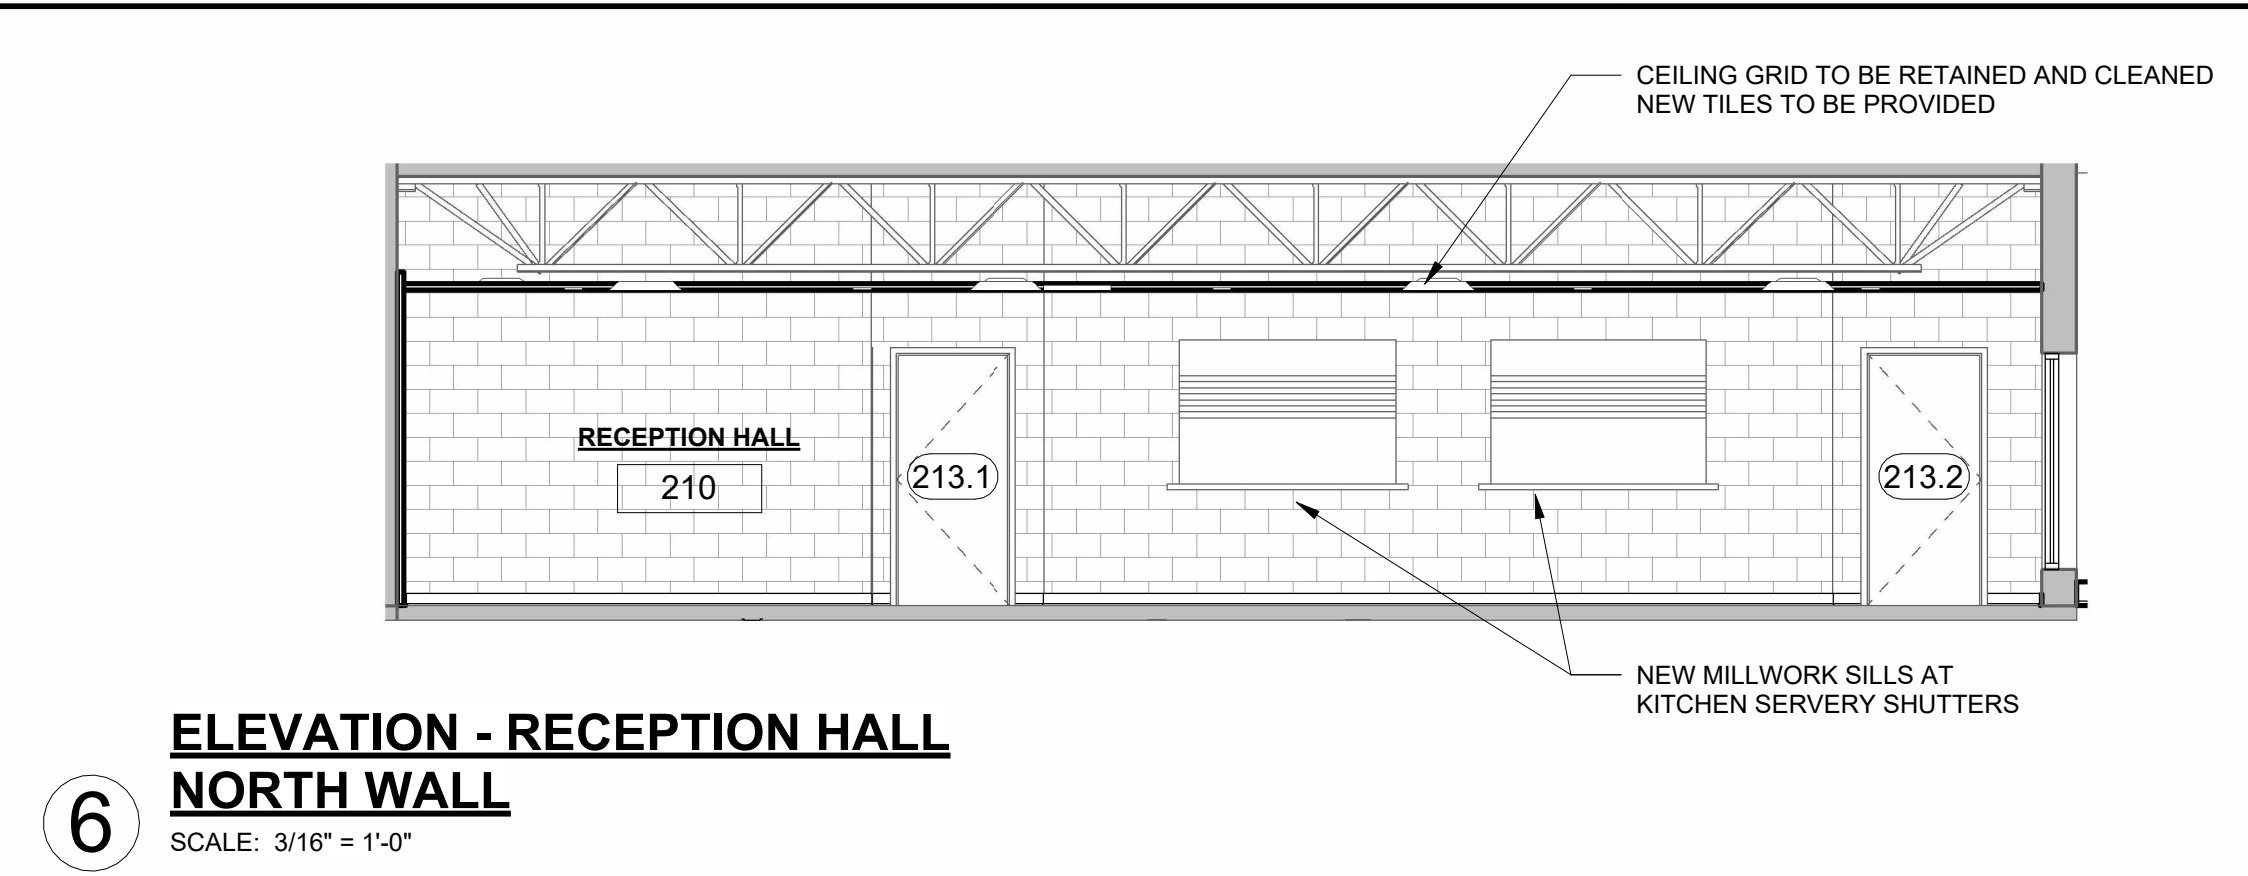 CEILING GRID TO BE RETAINED AND CLEANED
NEW TILES TO BE PROVIDED
RECEPTION HALL
210
213.1
213.2
NEW MILLWORK SILLS AT
KITCHEN SERVERY SHUTTERS
ELEVATION - RECEPTION HALL
NORTH WALL
6
SCALE: 3/16" = 1'-0"